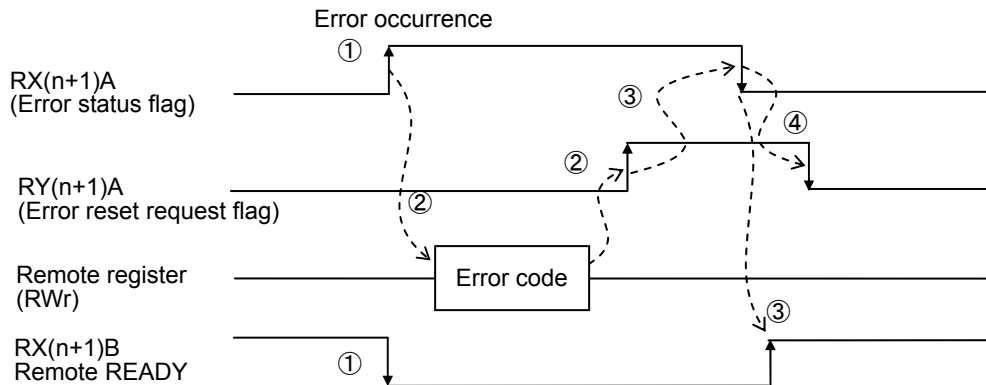 Error occurrence
①
RX(n+1)A
(Error status flag)
③
④
②
RY(n+1)A
(Error reset request flag)
②
Remote register
(RWr)
Error code
③
RX(n+1)B
Remote READY
①